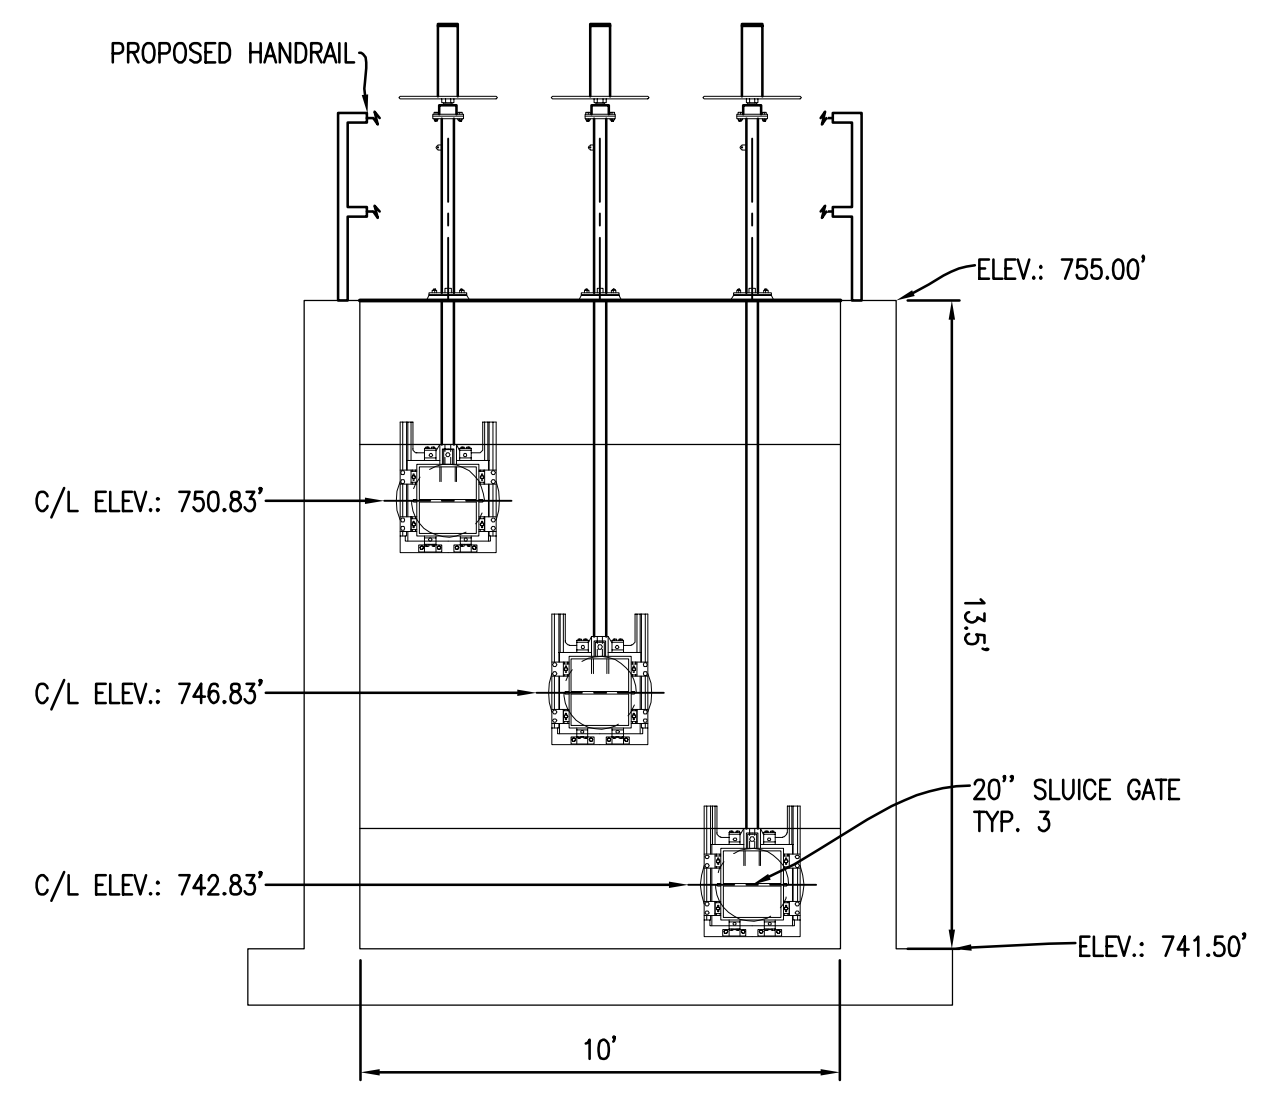 PROPOSED HANDRAIL
ELEV.: 755.00'
C/L ELEV.: 750.83'
13.5'
C/L ELEV.: 746.83'
20" SLUICE GATE
TYP. 3
C/L ELEV.: 742.83'
ELEV.: 741.50'
10'